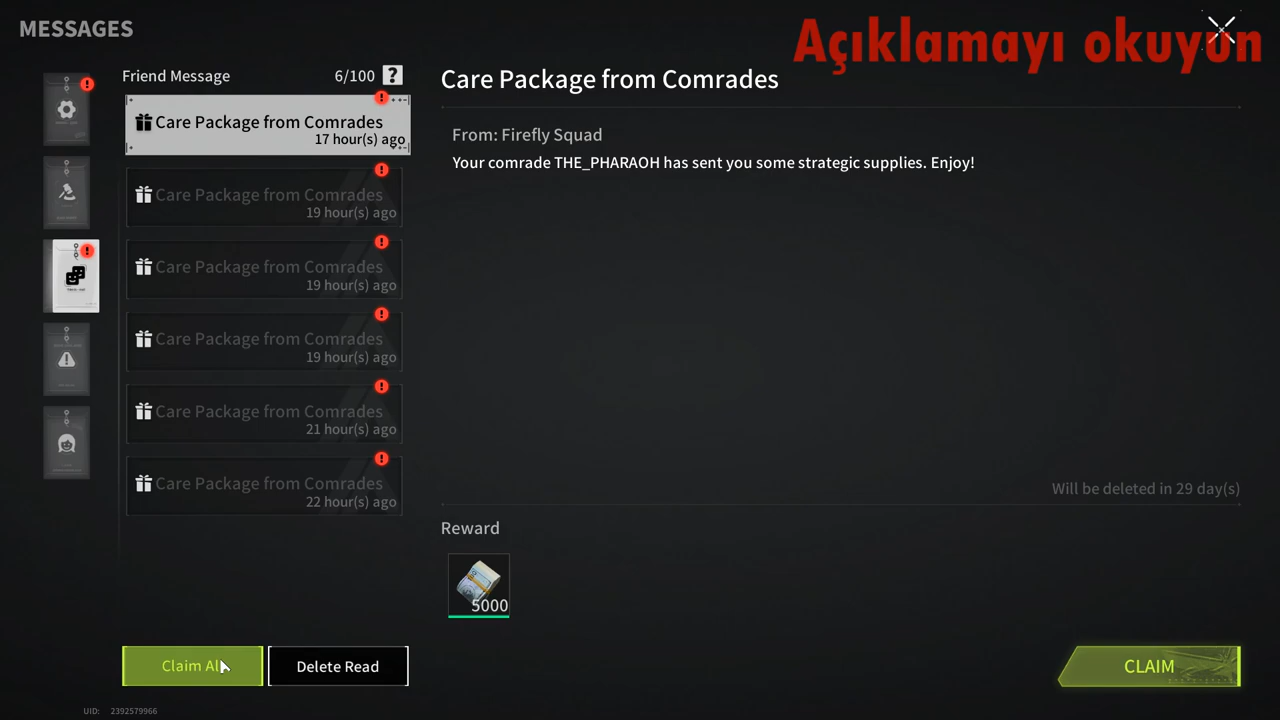 MESSAGES
Açıklamayı okuyun
Friend Message
6/100
?
Care Package from Comrades
17 hour(s) ago
Care Package from Comrades
19 hour(s) ago
Care Package from Comrades
19 hour(s) ago
Care Package from Comrades
19 hour(s) ago
Care Package from Comrades
21 hour(s) ago
Care Package from Comrades
22 hour(s) ago
Claim All
Delete Read
Care Package from Comrades
From: Firefly Squad
Your comrade THE_PHARAOH has sent you some strategic supplies. Enjoy!
Will be deleted in 29 day(s)
Reward
5000
CLAIM
UID: 2392579966